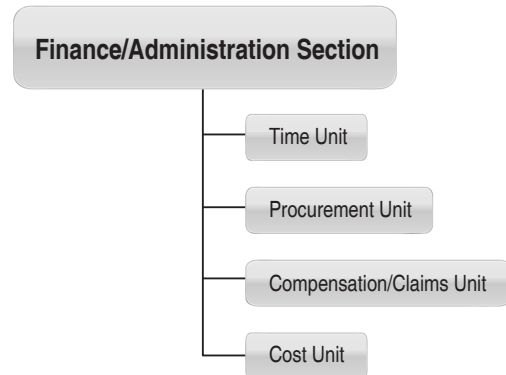 Finance/Administration Section
Time Unit
Procurement Unit
Compensation/Claims Unit
Cost Unit